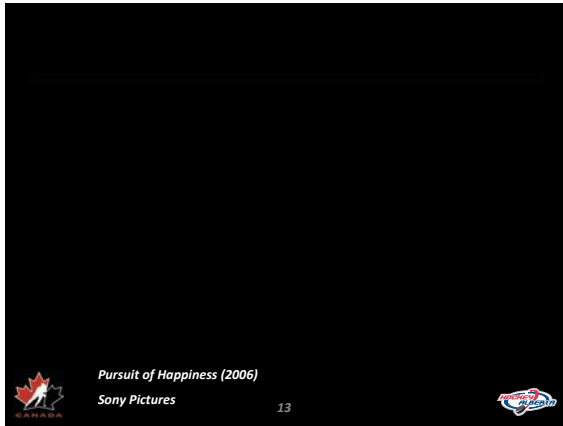 Pursuit of Happiness (2006)
Sony Pictures
13
CANADA
HOCKEY
ALBERTA